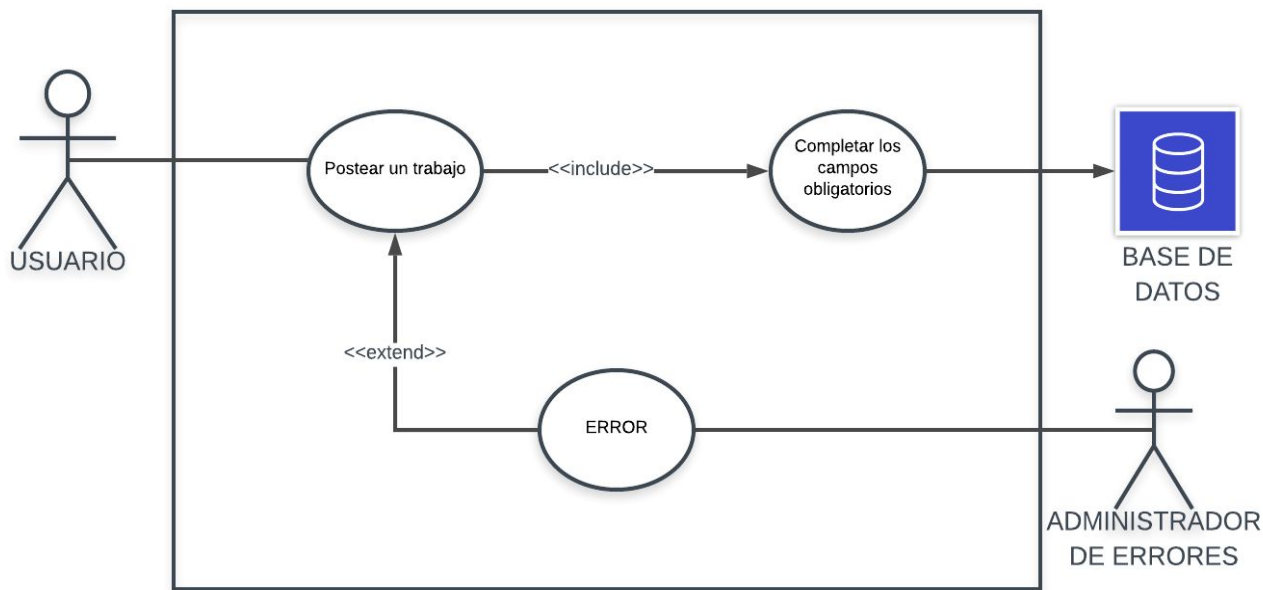 Postear un trabajo
<<include>>
Completar los
campos
obligatorios
USUARIO
BASE DE
DATOS
<<extend>>
ERROR
ADMINISTRADOR
DE ERRORES